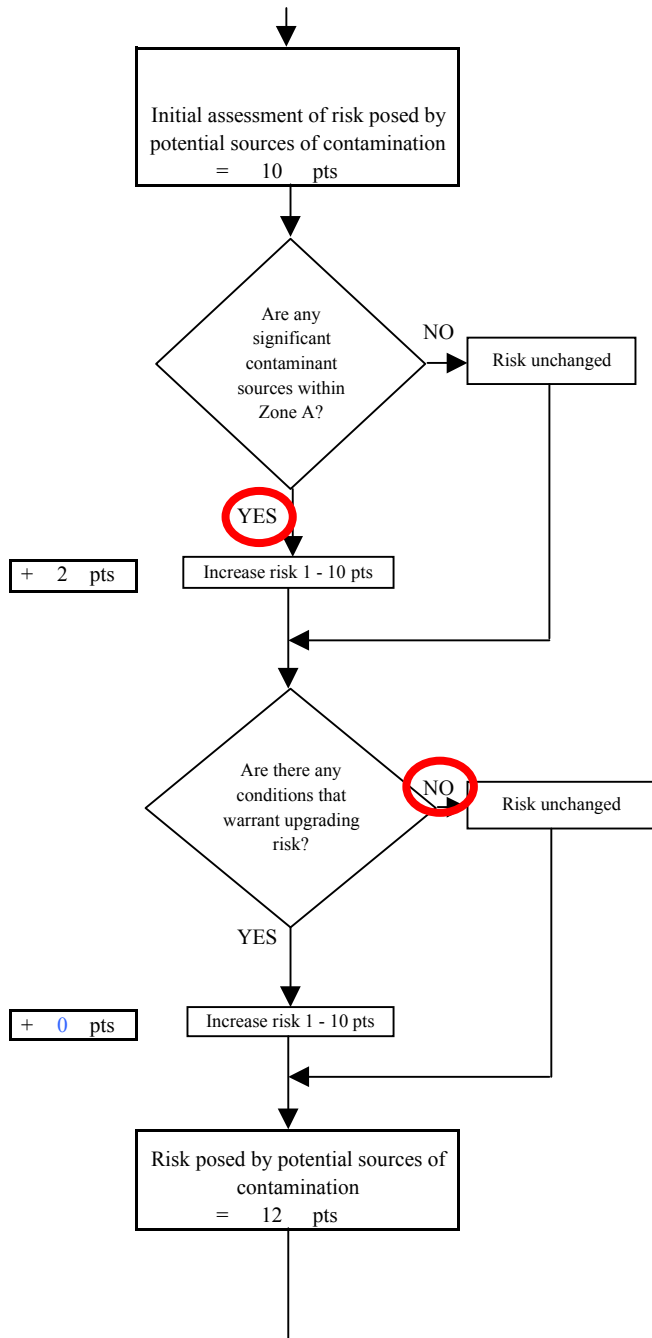 Initial assessment of risk posed by
potential sources of contamination
= 10 pts
Are any
significant
contaminant
sources within
Zone A?
NO
Risk unchanged
YES
+ 2 pts
Increase risk 1 - 10 pts
Are there any
conditions that
warrant upgrading
risk?
NO
Risk unchanged
YES
+ 0 pts
Increase risk 1 - 10 pts
Risk posed by potential sources of
contamination
= 12 pts